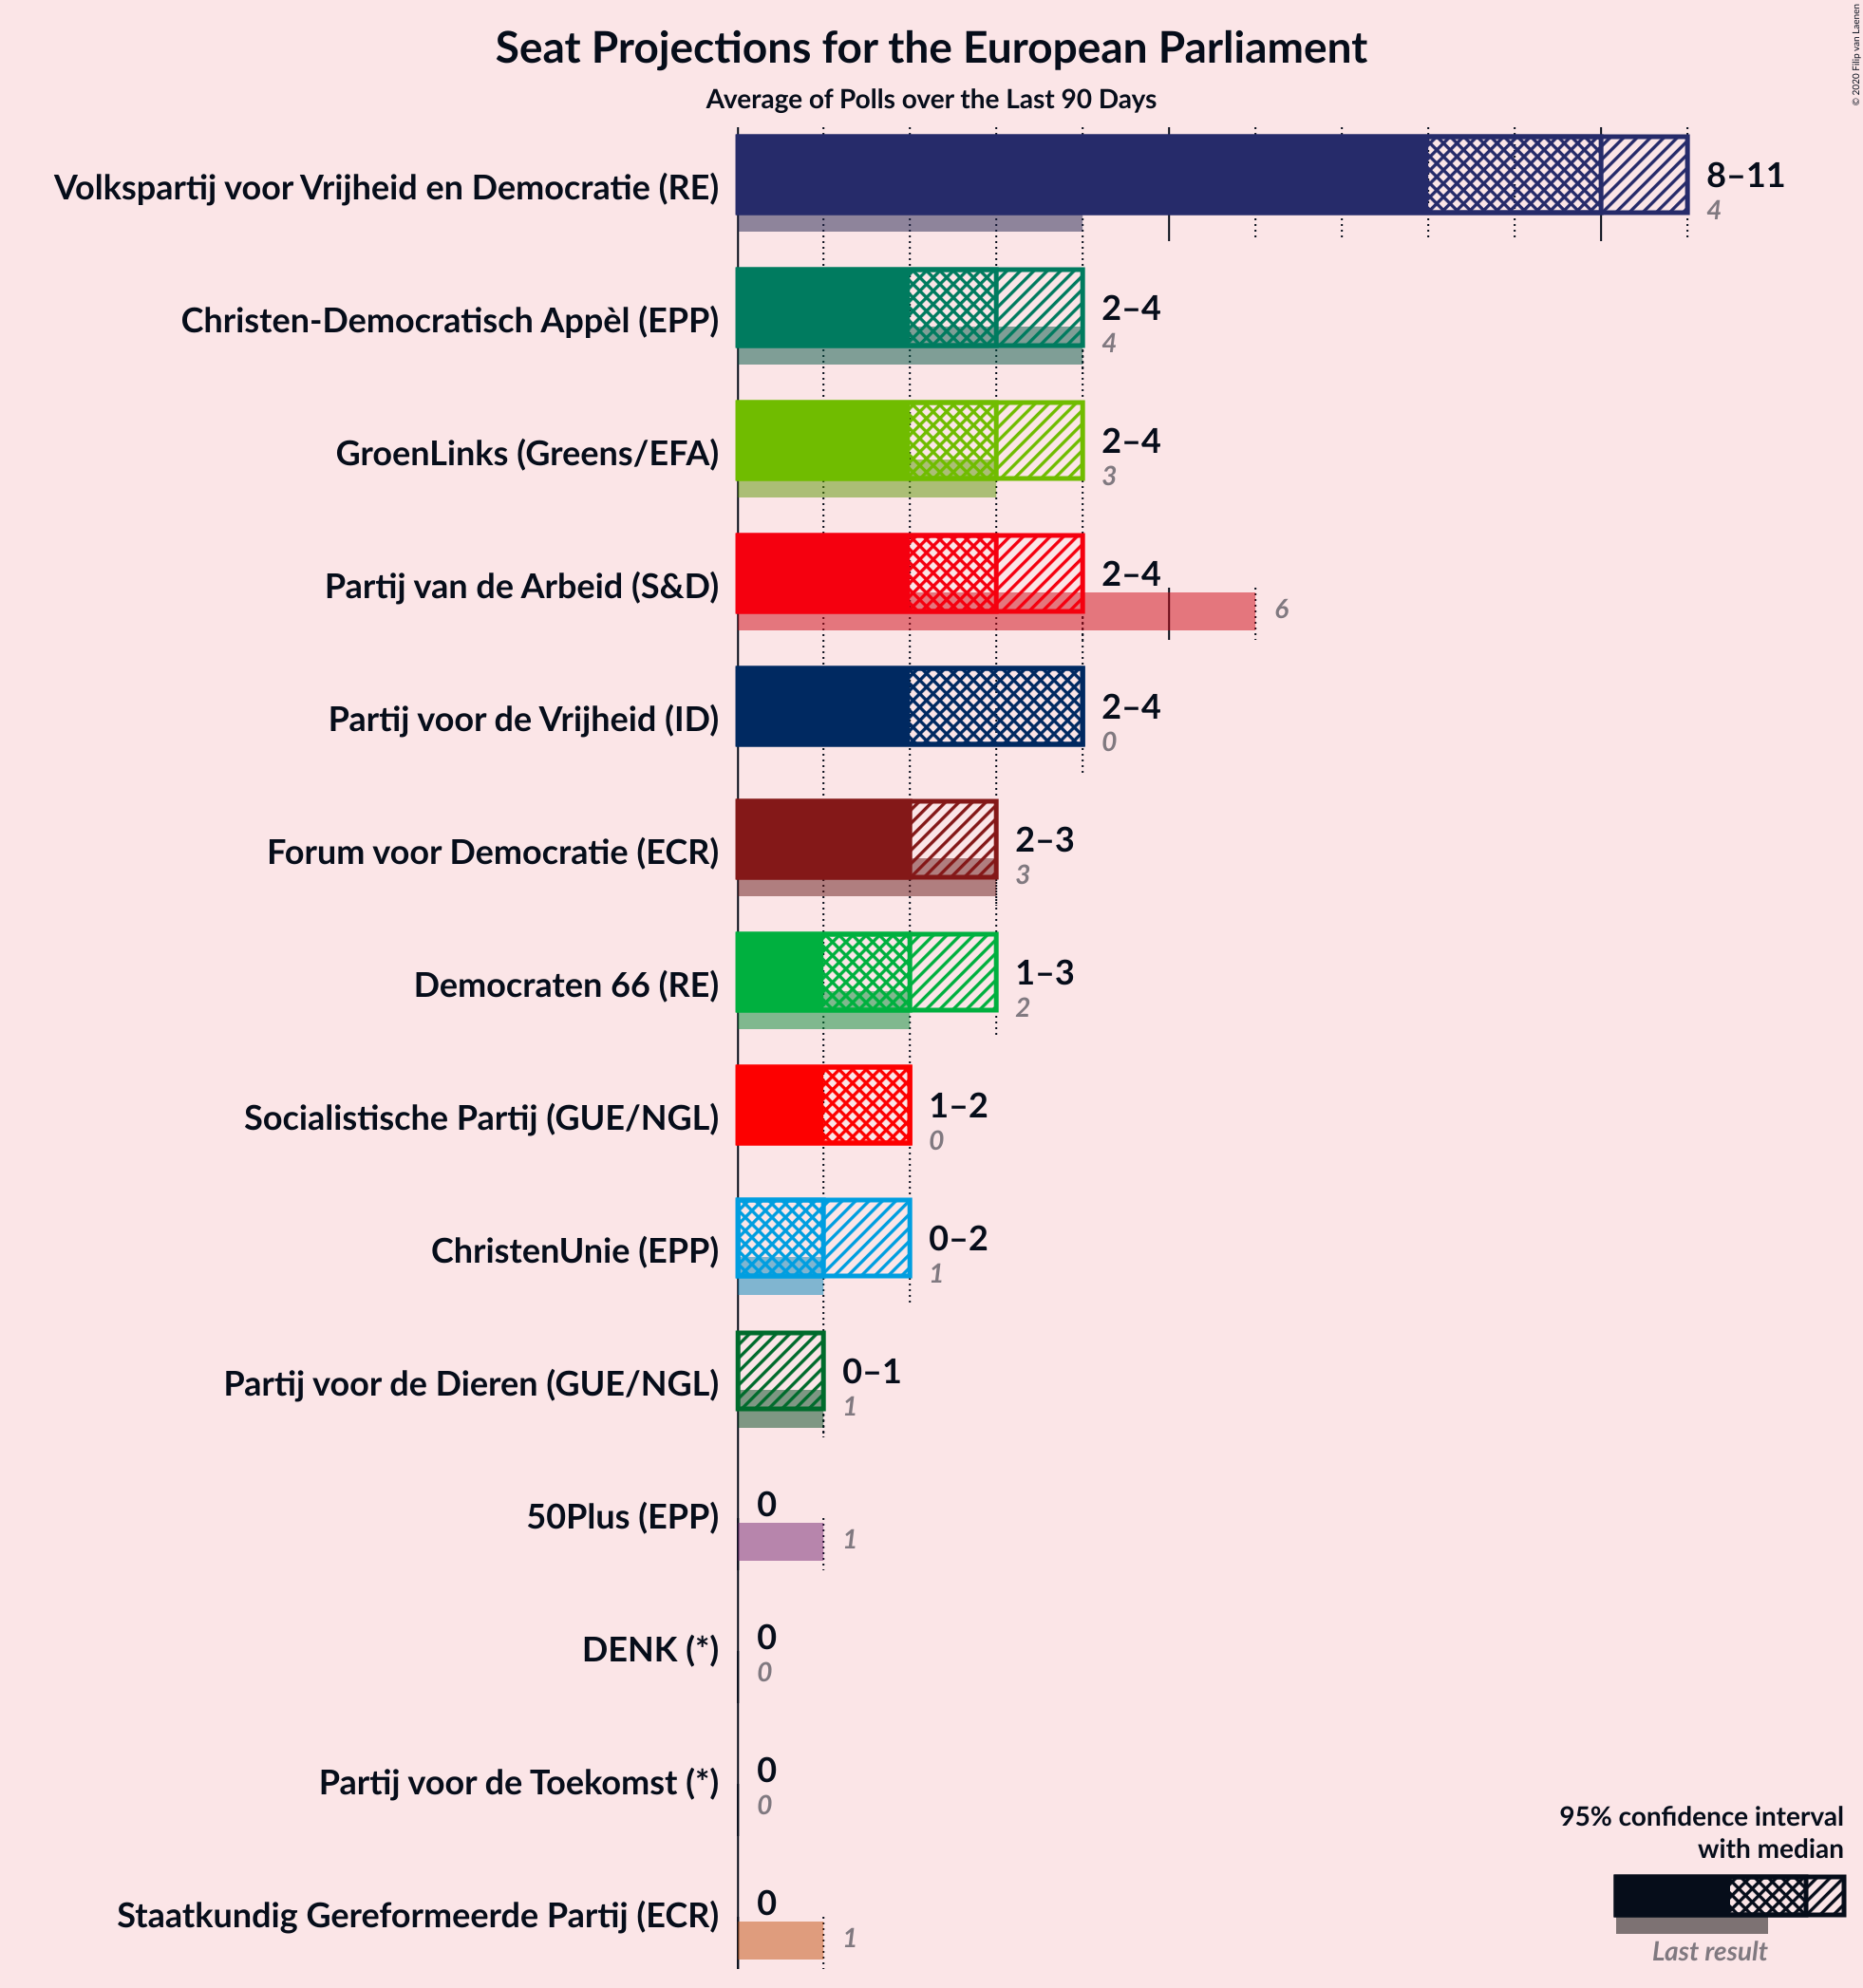 Seat Projections for the European Parliament
Average of Polls over the Last 90 Days
© 2020 Filip van Laenen
Volkspartij voor Vrijheid en Democratie (RE)
8–11
4
Christen-Democratisch Appèl (EPP)
2–4
4
GroenLinks (Greens/EFA)
2–4
3
Partij van de Arbeid (S&D)
2–4
6
Partij voor de Vrijheid (ID)
2–4
0
Forum voor Democratie (ECR)
2–3
3
Democraten 66 (RE)
1–3
2
Socialistische Partij (GUE/NGL)
1–2
0
ChristenUnie (EPP)
0–2
1
Partij voor de Dieren (GUE/NGL)
0–1
1
50Plus (EPP)
0
1
DENK (*)
0
0
Partij voor de Toekomst (*)
0
0
Staatkundig Gereformeerde Partij (ECR)
0
1
95% confidence interval
with median
Last result